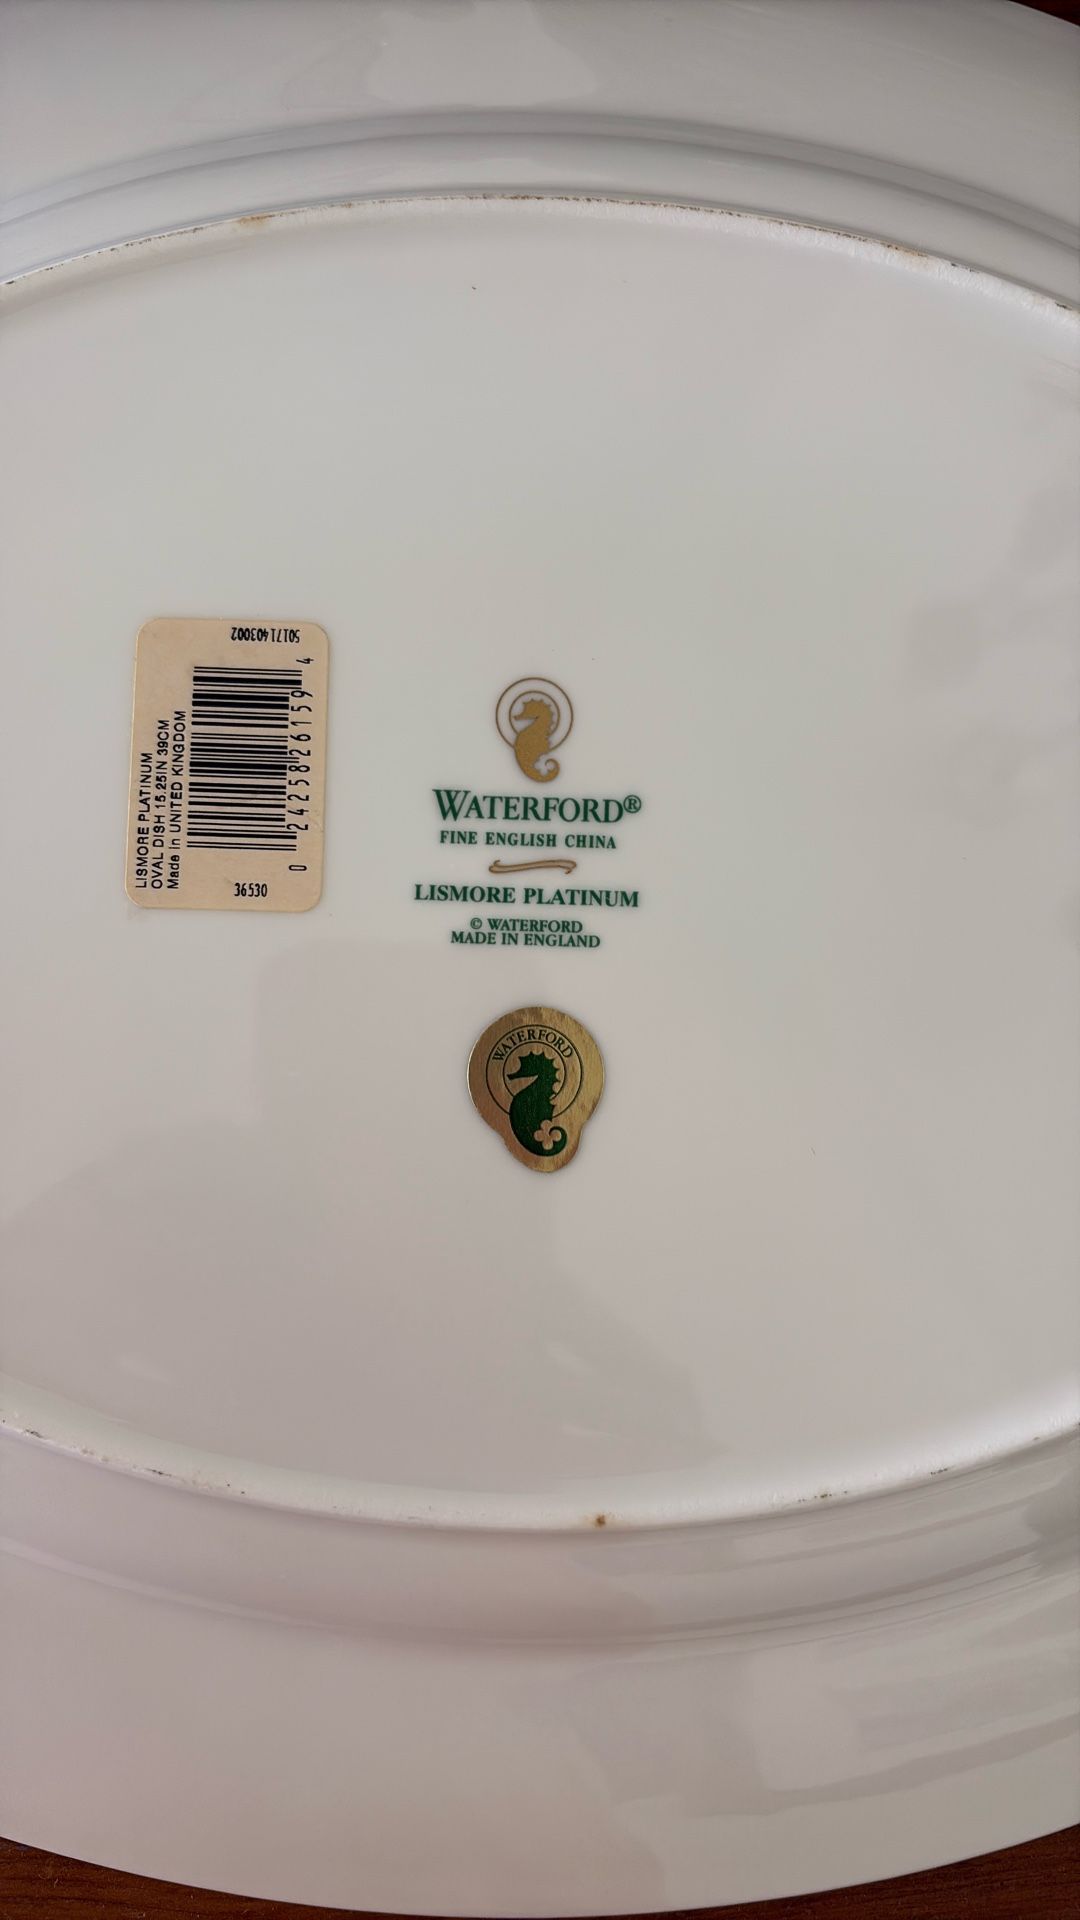 LISMORE PLATINUM
OVAL DISH 15.25IN 39CM
Made in UNITED KINGDOM
50171403002
0 24258 26159 4
36530
WATERFORD®
FINE ENGLISH CHINA
LISMORE PLATINUM
© WATERFORD
MADE IN ENGLAND
WATERFORD